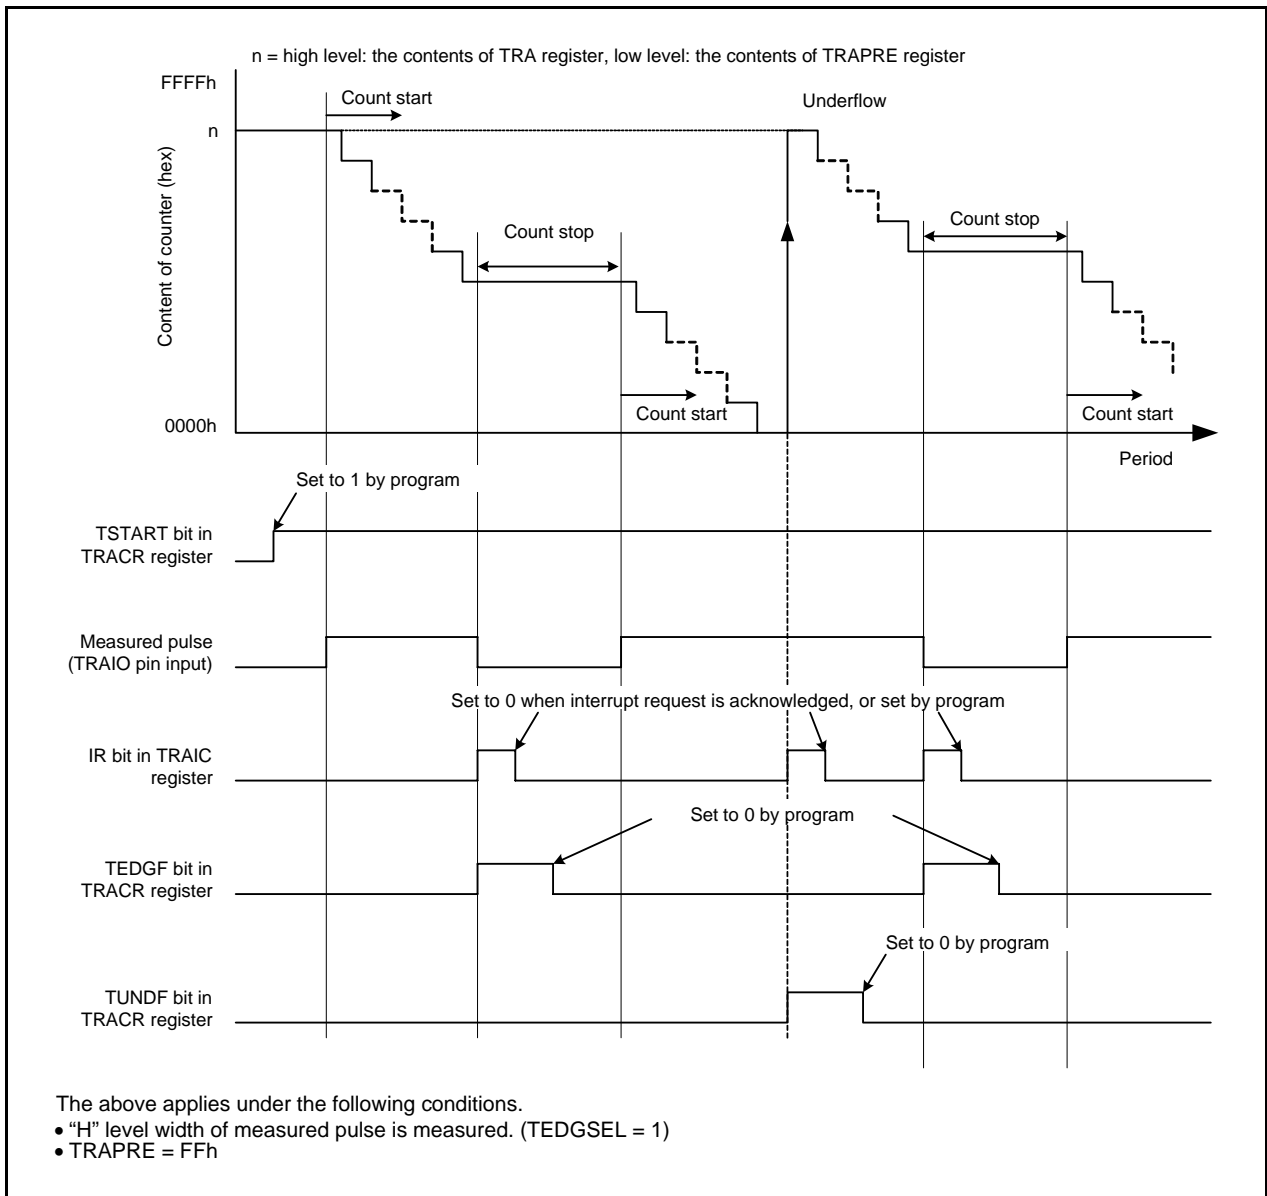 n = high level: the contents of TRA register, low level: the contents of TRAPRE register
FFFFh
Count start
Underflow
n
Content of counter (hex)
Count stop
Count stop
Count start
Count start
0000h
Period
Set to 1 by program
TSTART bit in
TRACR register
Measured pulse
(TRAIO pin input)
Set to 0 when interrupt request is acknowledged, or set by program
IR bit in TRAIC
register
Set to 0 by program
TEDGF bit in
TRACR register
Set to 0 by program
TUNDF bit in
TRACR register
The above applies under the following conditions.
• “H” level width of measured pulse is measured. (TEDGSEL = 1)
• TRAPRE = FFh